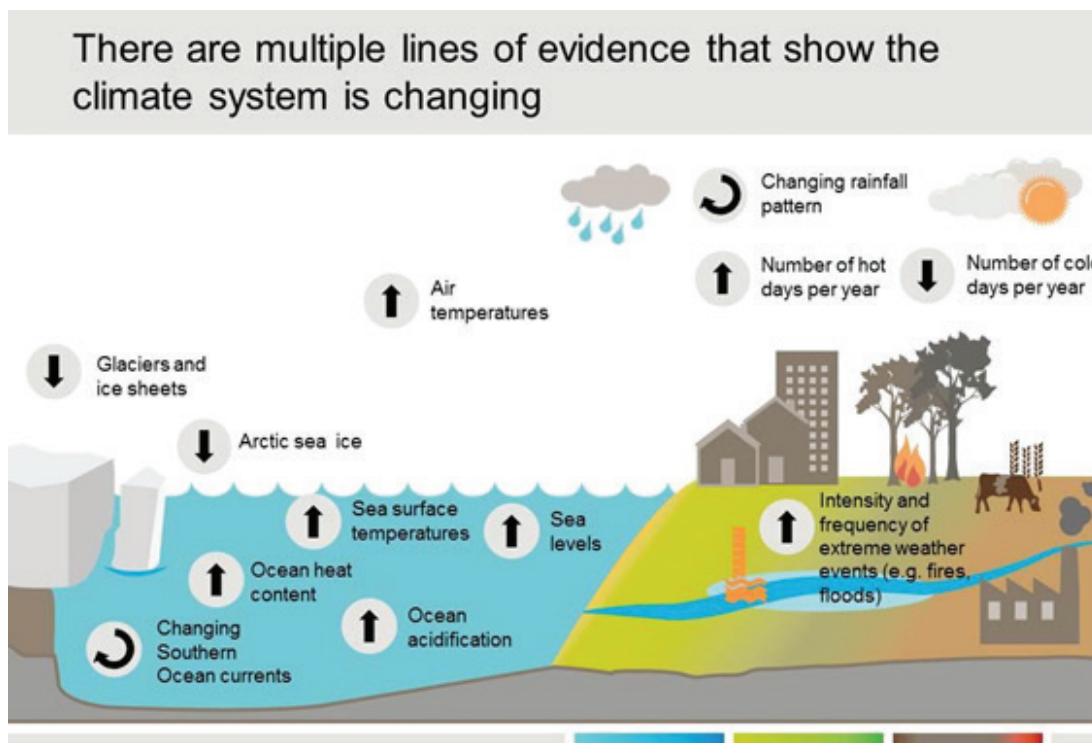 There are multiple lines of evidence that show the
climate system is changing
Changing rainfall
pattern
Number of hot
days per year
Number of col
days per year
Air
temperatures
Glaciers and
ice sheets
Arctic sea ice
Sea surface
temperatures
Sea
levels
Intensity and
frequency of
extreme weather
events (e.g. fires,
floods)
Ocean heat
content
Ocean
acidification
Changing
Southern
Ocean currents